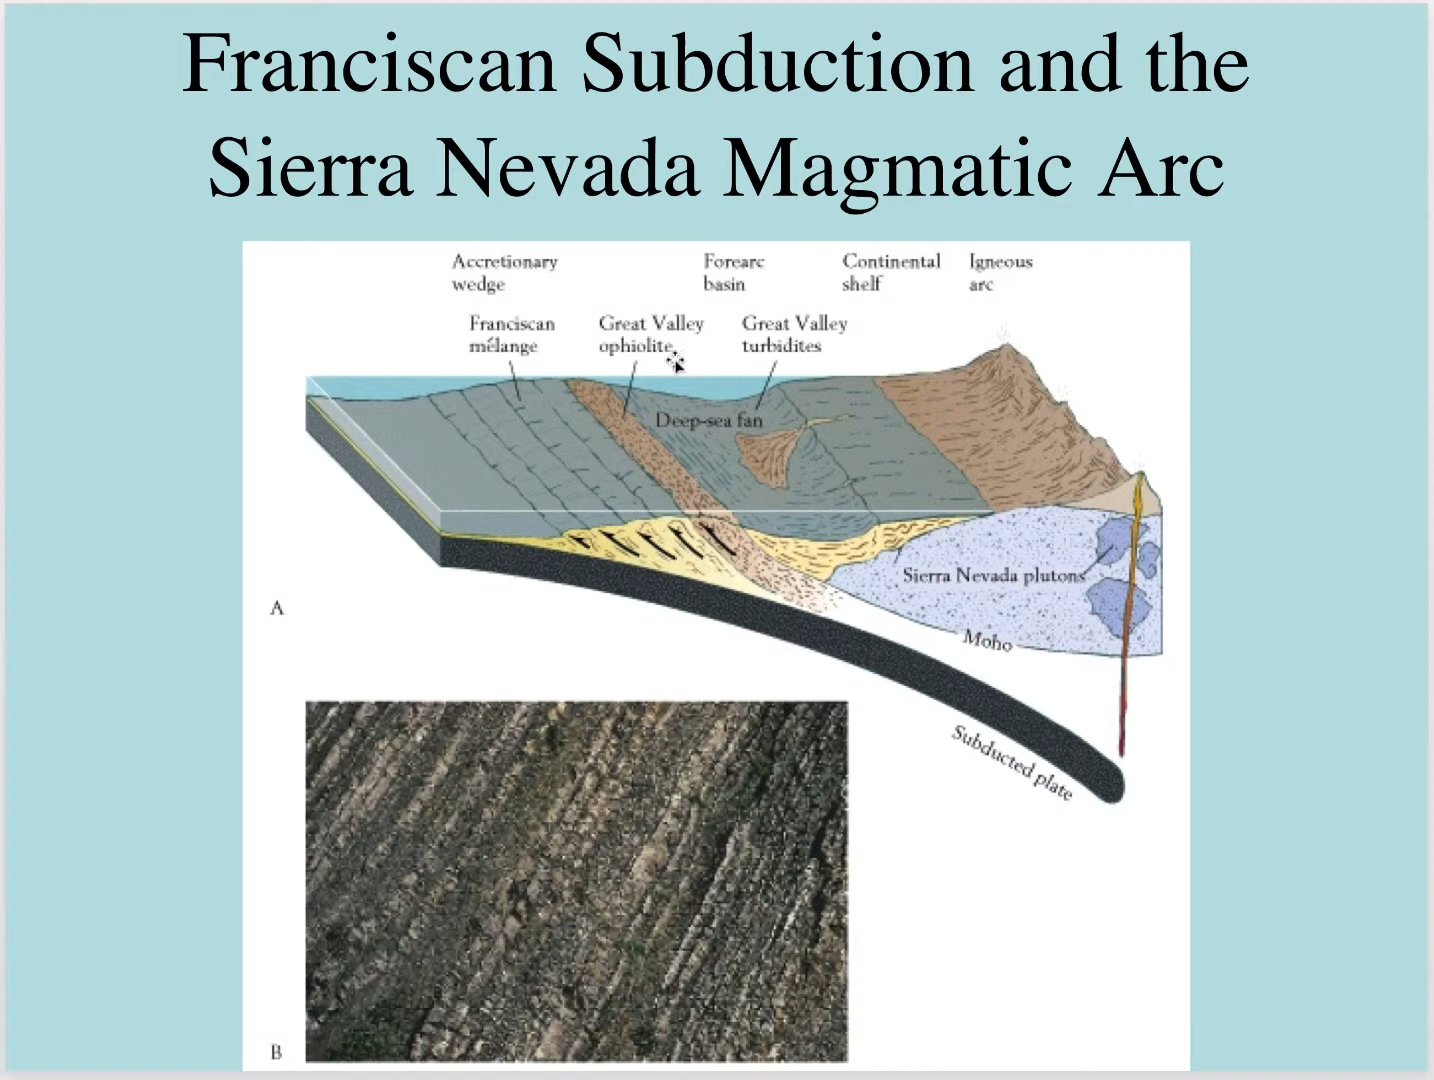 Franciscan Subduction and the
Sierra Nevada Magmatic Arc
Accretionary
wedge
Forearc
basin
Continental
shelf
Igneous
arc
Franciscan
mélange
Great Valley
ophiolite
Great Valley
turbidites
Deep-sea fan
Sierra Nevada plutons
A
Moho
Subducted plate
B